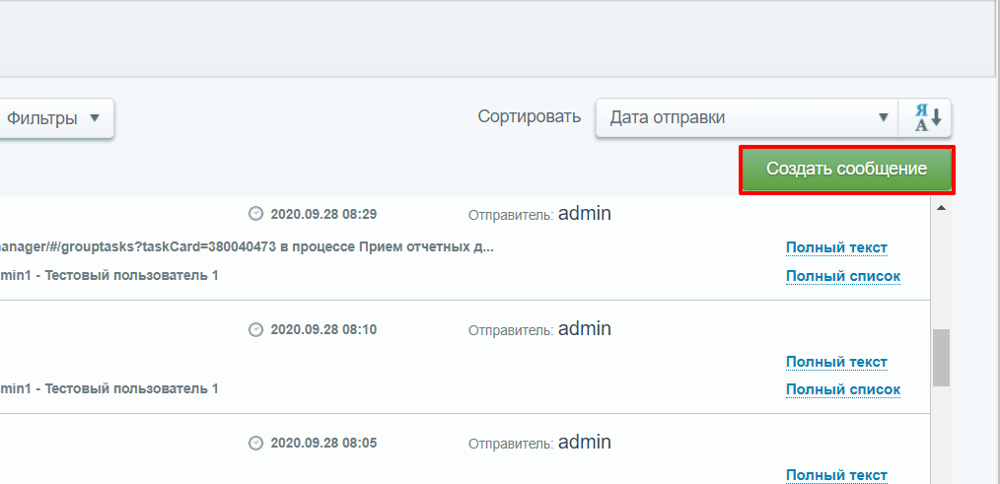 Фильтры
Сортировать Дата отправки Я А
Создать сообщение
2020.09.28 08:29 Отправитель: admin
anager/#/grouptasks?taskCard=380040473 в процессе Прием отчетных д... Полный текст
min1 - Тестовый пользователь 1 Полный список
2020.09.28 08:10 Отправитель: admin
Полный текст
min1 - Тестовый пользователь 1 Полный список
2020.09.28 08:05 Отправитель: admin
Полный текст